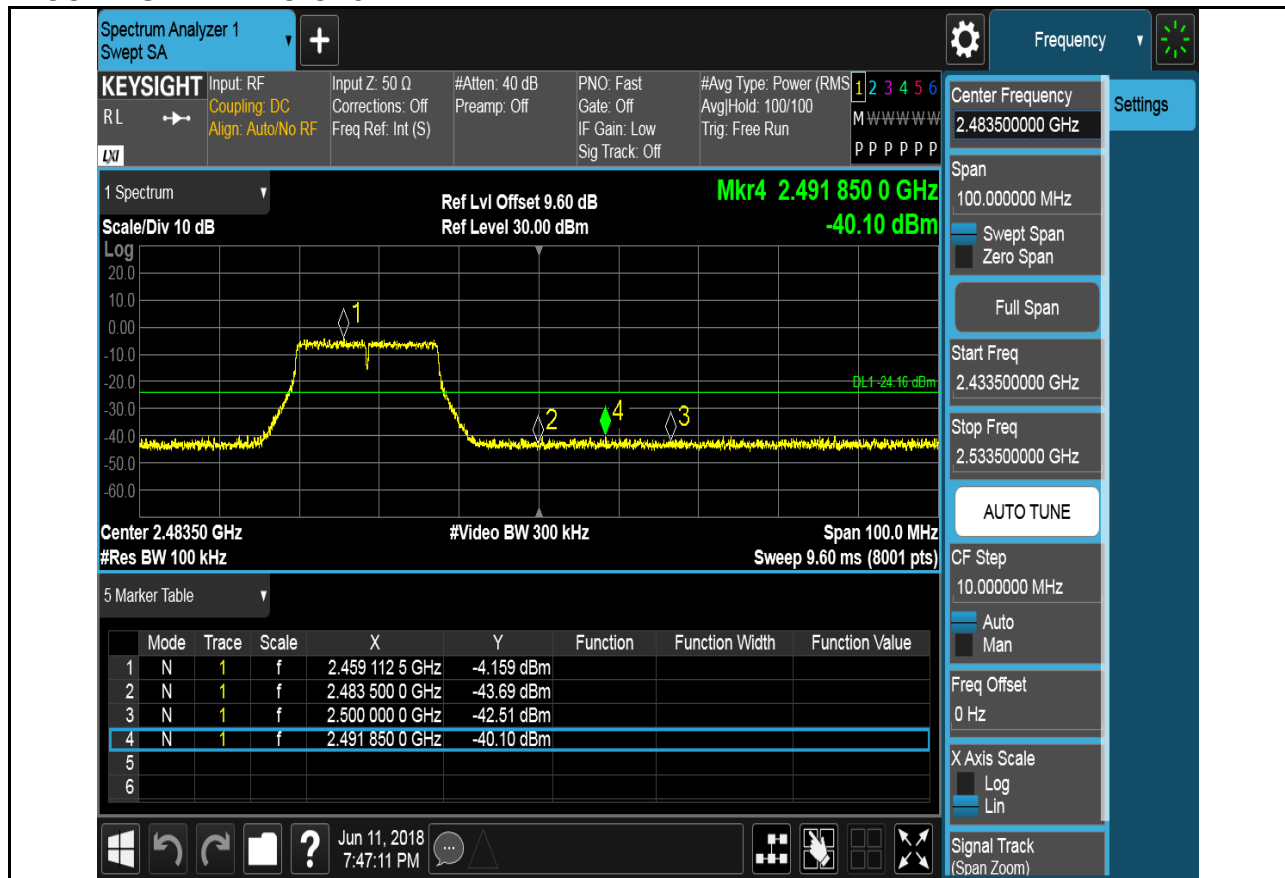 Spectrum Analyzer 1
Swept SA
+
Frequency
KEYSIGHT
RL
LXI
Input: RF
Coupling: DC
Align: Auto/No RF
Input Z: 50 Ω
Corrections: Off
Freq Ref: Int (S)
#Atten: 40 dB
Preamp: Off
PNO: Fast
Gate: Off
IF Gain: Low
Sig Track: Off
#Avg Type: Power (RMS
Avg|Hold: 100/100
Trig: Free Run
1 2 3 4 5 6
M W W W W W
P P P P P P
1 Spectrum
Scale/Div 10 dB
Ref Lvl Offset 9.60 dB
Ref Level 30.00 dBm
Mkr4 2.491 850 0 GHz
-40.10 dBm
Log
20.0
10.0
0.00
-10.0
-20.0
-30.0
-40.0
-50.0
-60.0
1
DL1 -24.16 dBm
2
4
3
Center 2.48350 GHz
#Video BW 300 kHz
Span 100.0 MHz
#Res BW 100 kHz
Sweep 9.60 ms (8001 pts)
5 Marker Table
Mode Trace Scale X Y Function Function Width Function Value
1 N 1 f 2.459 112 5 GHz -4.159 dBm
2 N 1 f 2.483 500 0 GHz -43.69 dBm
3 N 1 f 2.500 000 0 GHz -42.51 dBm
4 N 1 f 2.491 850 0 GHz -40.10 dBm
5
6
?
Jun 11, 2018
7:47:11 PM
Center Frequency
2.483500000 GHz
Settings
Span
100.000000 MHz
Swept Span
Zero Span
Full Span
Start Freq
2.433500000 GHz
Stop Freq
2.533500000 GHz
AUTO TUNE
CF Step
10.000000 MHz
Auto
Man
Freq Offset
0 Hz
X Axis Scale
Log
Lin
Signal Track
(Span Zoom)